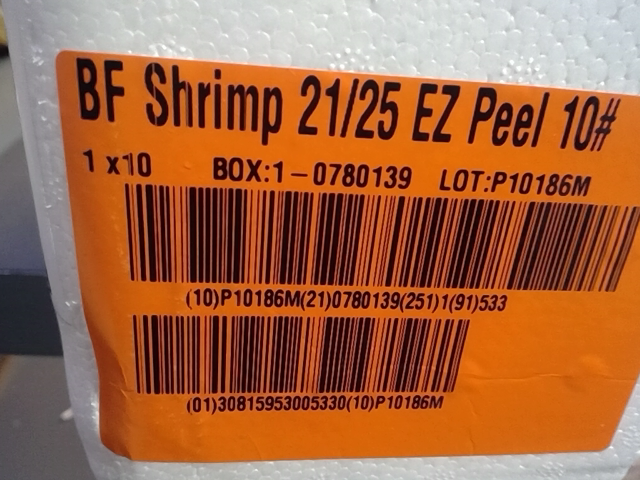 BF Shrimp 21/25 EZ Peel 10#
1 x10 BOX:1-0780139 LOT:P10186M
(10)P10186M(21)0780139(251)1(91)533
(01)30815953005330(10)P10186M